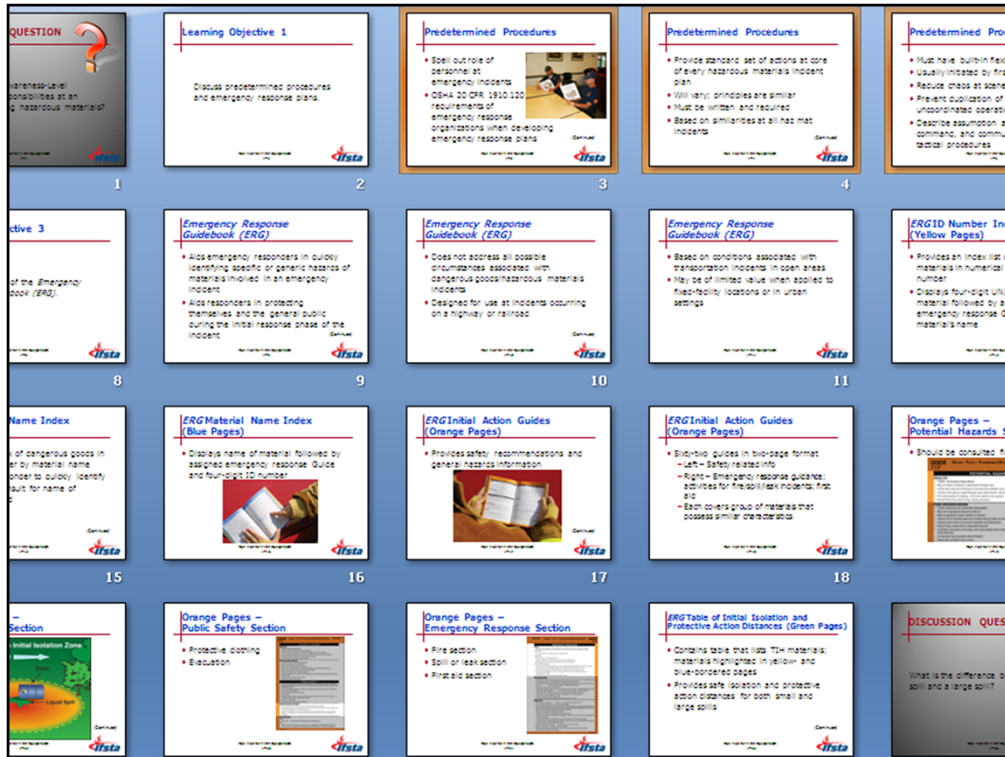 QUESTION
wareness-Level
onsibilities at an
g hazardous materials?
ifsta
1
Learning Objective 1
Discuss predetermined procedures
and emergency response plans.
ifsta
2
Predetermined Procedures
• Spell out role of
personnel at
emergency incidents
• OSHA 20 CFR 1910.120
requirements of
emergency response
organizations when developing
emergency response plans
(Continued)
ifsta
3
Predetermined Procedures
• Provide standard set of actions at core
of every hazardous materials incident
plan
• Will vary; principles are similar
• Must be written and required
• Based on similarities at all haz mat
incidents
(Continued)
ifsta
4
Predetermined Proc
• Must have built-in flexi
• Usually initiated by firs
• Reduce chaos at scene
• Prevent duplication of
uncoordinated operati
• Describe assumption a
command, and commu
tactical procedures
ctive 3
of the Emergency
book (ERG).
ifsta
8
Emergency Response
Guidebook (ERG)
• Aids emergency responders in quickly
identifying specific or generic hazards of
materials involved in an emergency
incident
• Aids responders in protecting
themselves and the general public
during the initial response phase of the
incident
(Continued)
ifsta
9
Emergency Response
Guidebook (ERG)
• Does not address all possible
circumstances associated with
dangerous goods/hazardous materials
incidents
• Designed for use at incidents occurring
on a highway or railroad
(Continued)
ifsta
10
Emergency Response
Guidebook (ERG)
• Based on conditions associated with
transportation incidents in open areas
• May be of limited value when applied to
fixed-facility locations or in urban
settings
ifsta
11
ERG ID Number In
(Yellow Pages)
• Provides an index list
materials in numerical
number
• Displays four-digit UN
material followed by a
emergency response G
material's name
Name Index
of dangerous goods in
er by material name
onder to quickly identify
nsult for name of
(Continued)
ifsta
15
ERG Material Name Index
(Blue Pages)
• Displays name of material followed by
assigned emergency response Guide
and four-digit ID number
ifsta
16
ERG Initial Action Guides
(Orange Pages)
• Provides safety recommendations and
general hazards information
(Continued)
ifsta
17
ERG Initial Action Guides
(Orange Pages)
• Sixty-two guides in two-page format
– Left – Safety related info
– Right – Emergency response guidance;
activities for fire/spill/leak incidents; first
aid
– Each covers group of materials that
possess similar characteristics
ifsta
18
Orange Pages –
Potential Hazards S
• Should be consulted fi
–
Section
Initial Isolation Zone
Liquid Spill
(Continued)
ifsta
Orange Pages –
Public Safety Section
• Protective clothing
• Evacuation
ifsta
Orange Pages –
Emergency Response Section
• Fire section
• Spill or leak section
• First aid section
ifsta
ERG Table of Initial Isolation and
Protective Action Distances (Green Pages)
• Contains table that lists TIH materials;
materials highlighted in yellow- and
blue-bordered pages
• Provides safe isolation and protective
action distances for both small and
large spills
(Continued)
ifsta
DISCUSSION QUES
What is the difference b
spill and a large spill?